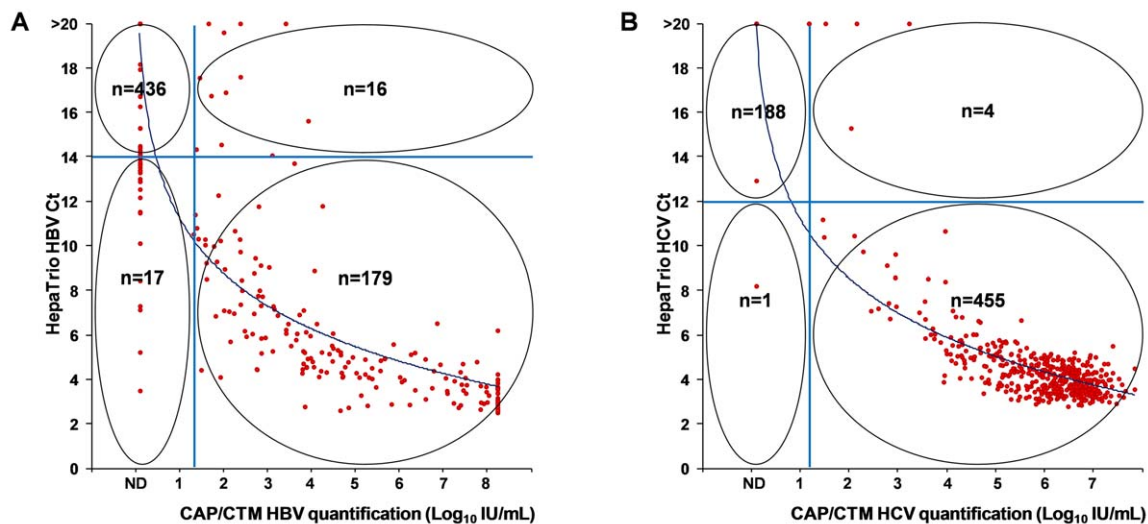 A
HepaTrio HBV Ct
>20
18
16
14
12
10
8
6
4
2
0
n=436
n=16
n=17
n=179
ND 1 2 3 4 5 6 7 8
CAP/CTM HBV quantification (Log₁₀ IU/mL)
B
HepaTrio HCV Ct
>20
18
16
14
12
10
8
6
4
2
0
n=188
n=4
n=1
n=455
ND 1 2 3 4 5 6 7
CAP/CTM HCV quantification (Log₁₀ IU/mL)